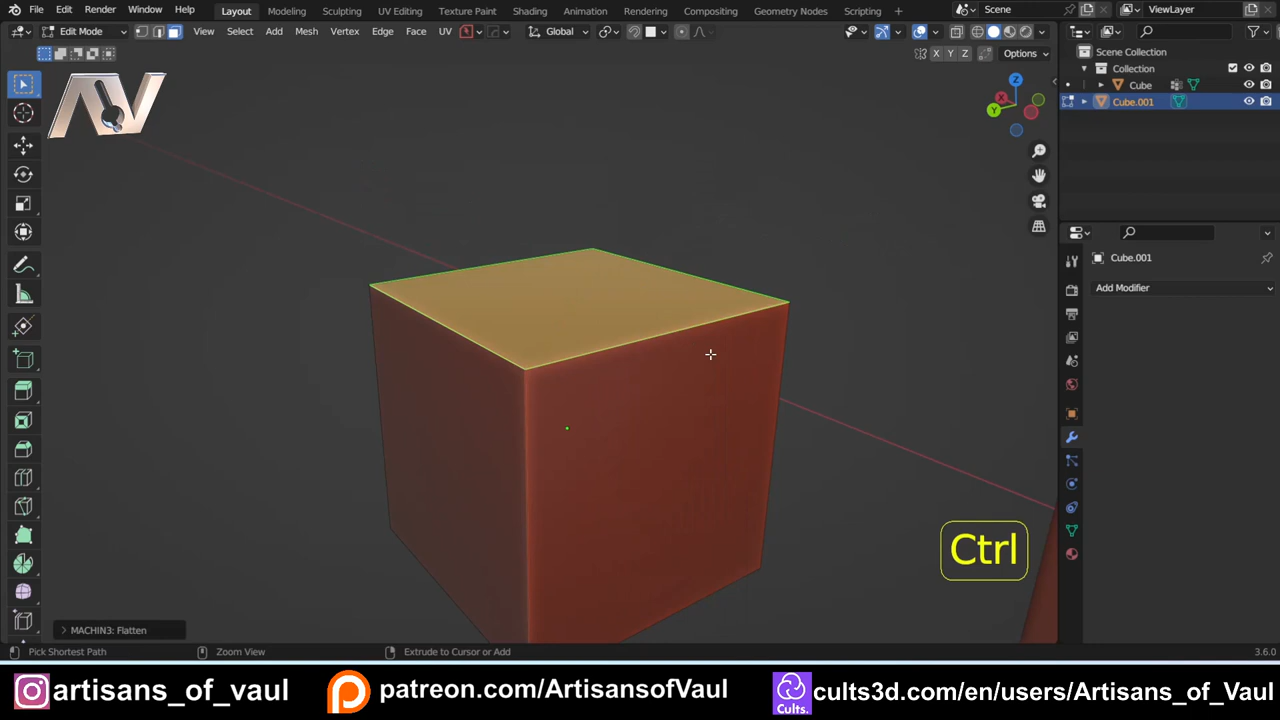 File Edit Render Window Help Layout Modeling Sculpting UV Editing Texture Paint Shading Animation Rendering Compositing Geometry Nodes Scripting + Scene ViewLayer
Edit Mode View Select Add Mesh Vertex Edge Face UV Global
X Y Z Options
AV
Z
X
Y
Scene Collection
Collection
Cube
Cube.001
Cube.001
Add Modifier
Ctrl
MACHIN3: Flatten
Pick Shortest Path Zoom View Extrude to Cursor or Add 3.6.0
artisans_of_vaul patreon.com/ArtisansofVaul Cults. cults3d.com/en/users/Artisans_of_Vaul